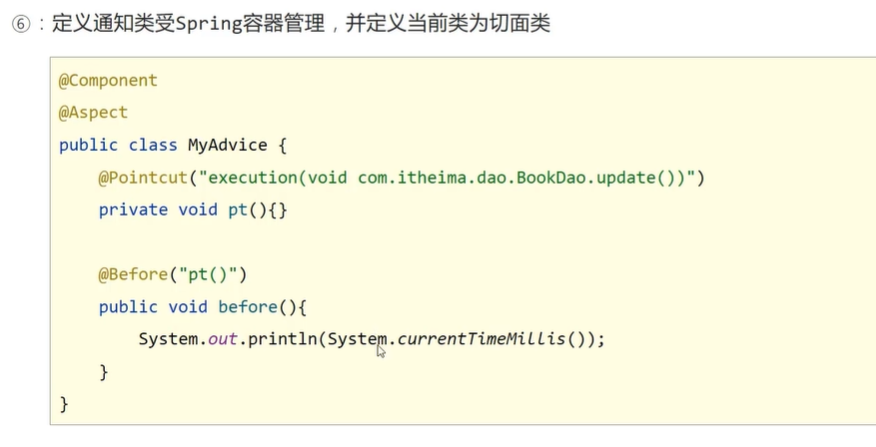 ⑥：定义通知类受Spring容器管理，并定义当前类为切面类
@Component
@Aspect
public class MyAdvice {
    @Pointcut("execution(void com.itheima.dao.BookDao.update())")
    private void pt(){}
    @Before("pt()")
    public void before(){
        System.out.println(System.currentTimeMillis());
    }
}